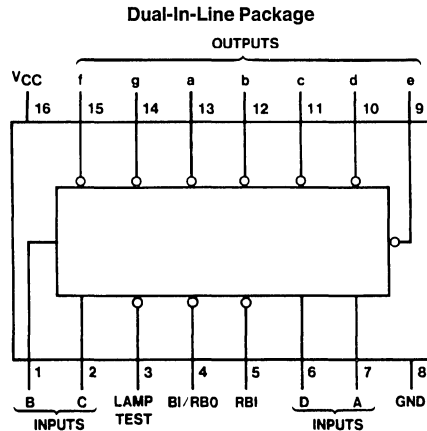 Dual-In-Line Package
OUTPUTS
VCC f g a b c d e
16 15 14 13 12 11 10 9
1 2 3 4 5 6 7 8
B C LAMP TEST BI/RBO RBI D A GND
INPUTS INPUTS